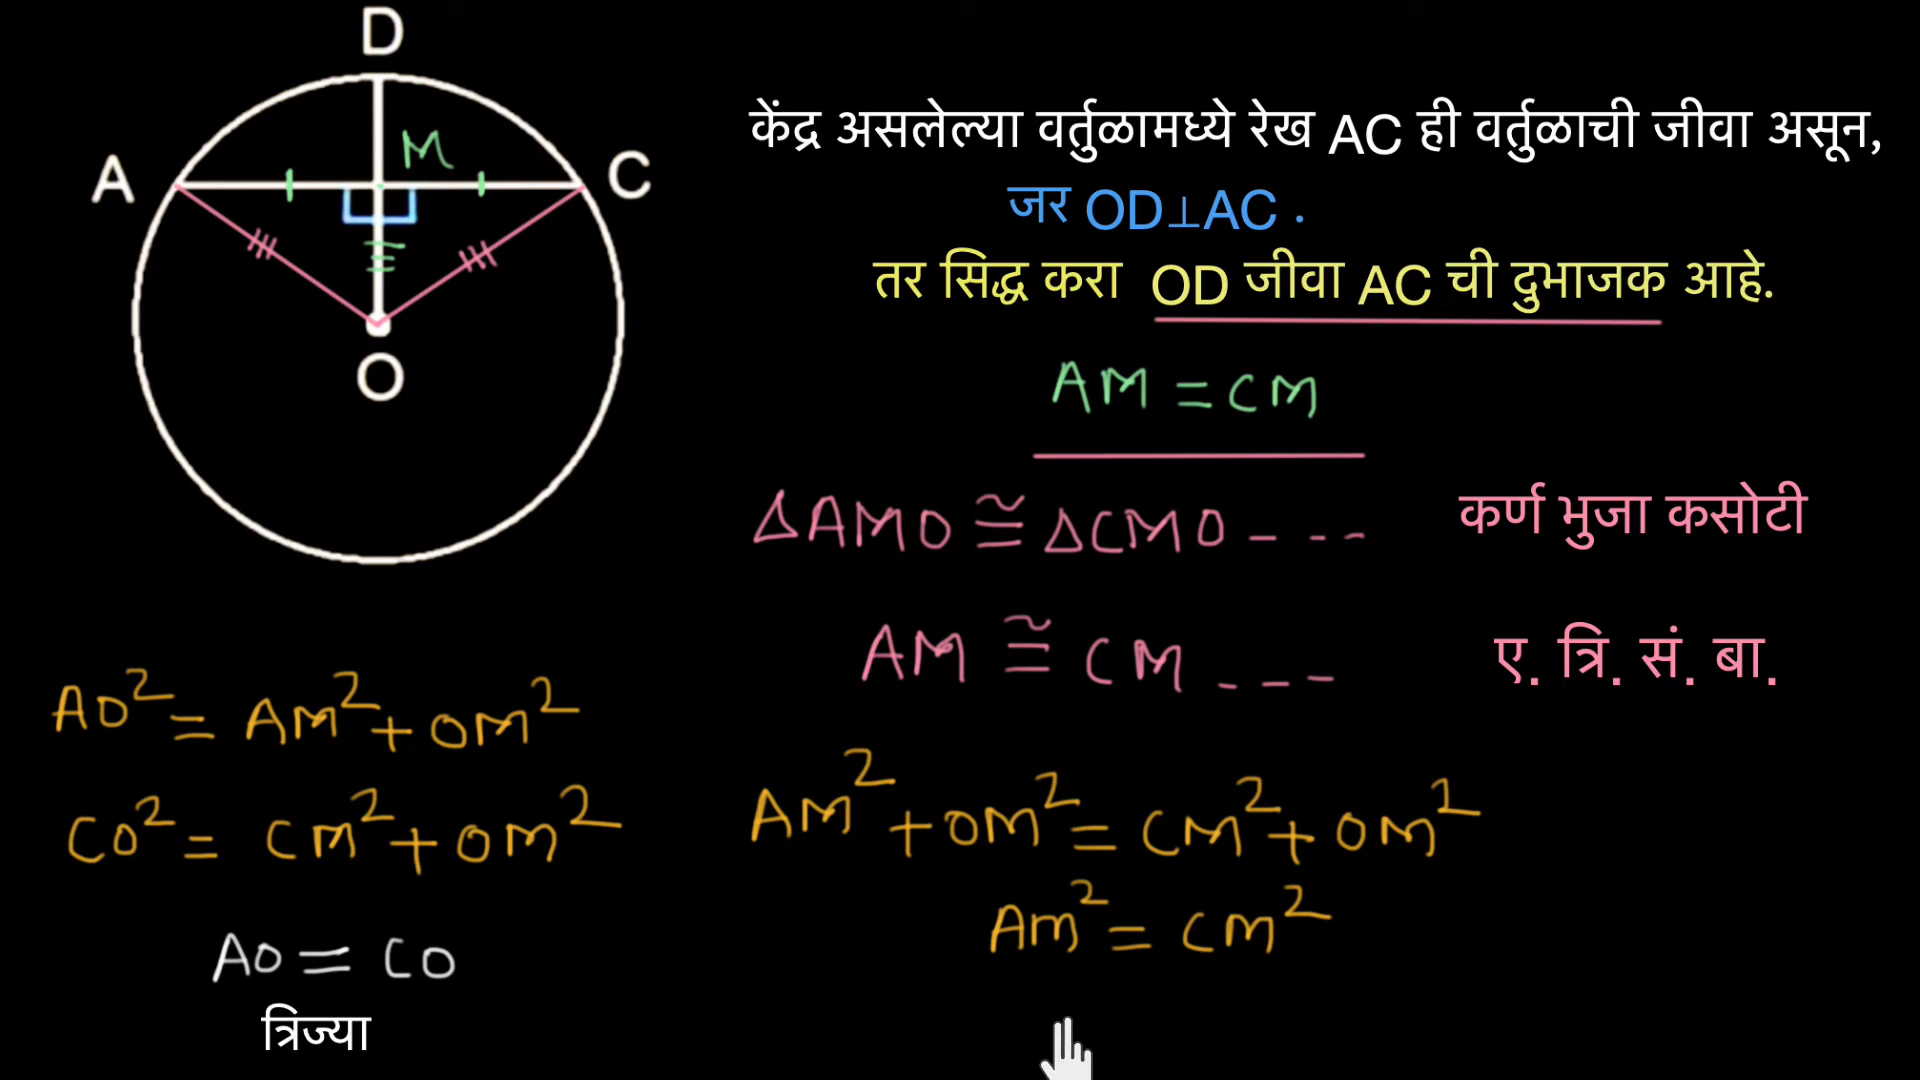 D
M
A
C
O
केंद्र असलेल्या वर्तुळामध्ये रेख AC ही वर्तुळाची जीवा असून,
जर OD⊥AC .
तर सिद्ध करा OD जीवा AC ची दुभाजक आहे.
AM = CM
ΔAMO ≅ ΔCMO - - - कर्ण भुजा कसोटी
AM ≅ CM - - - ए. त्रि. सं. बा.
AO² = AM² + OM²
CO² = CM² + OM²
AO = CO
त्रिज्या
AM² + OM² = CM² + OM²
AM² = CM²